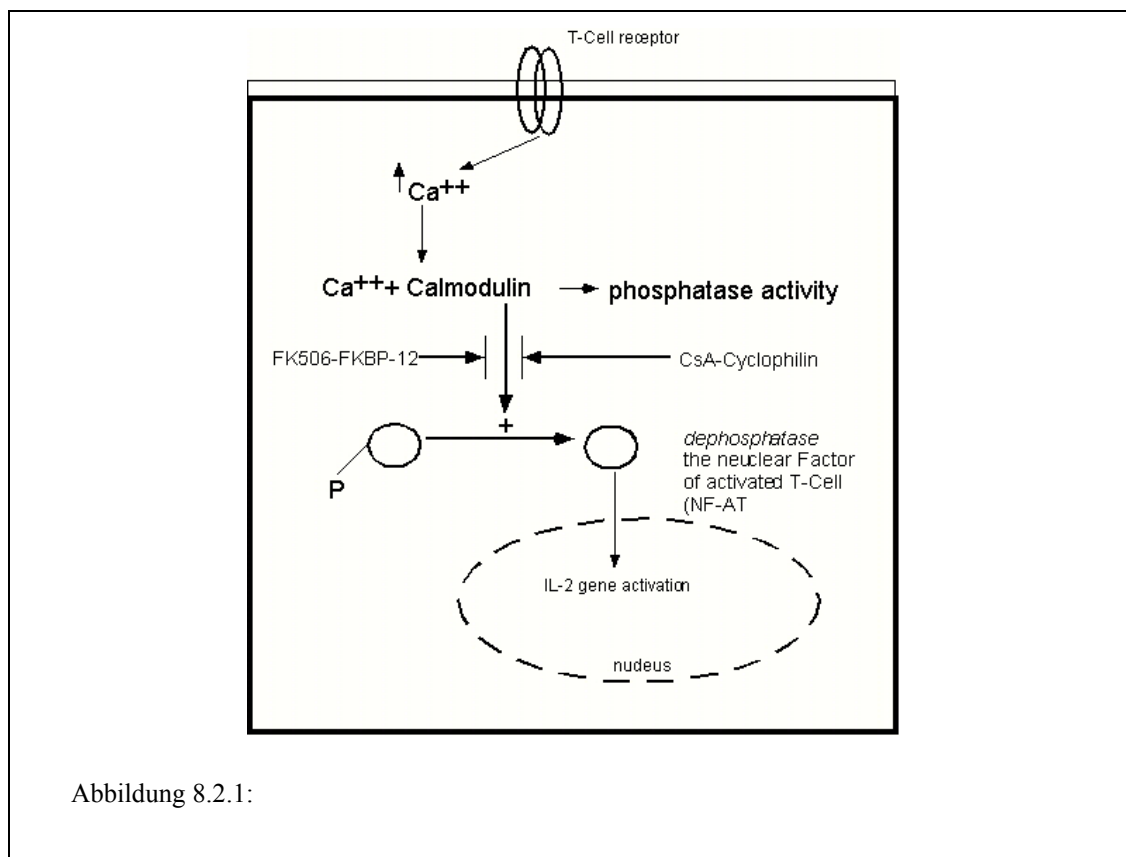 T-Cell receptor
Ca++
Ca+++ Calmodulin
phosphatase activity
FK506-FKBP-12
CsA-Cyclophilin
+
P
dephosphatase
the neuclear Factor
of activated T-Cell
(NF-AT
IL-2 gene activation
nudeus
Abbildung 8.2.1: